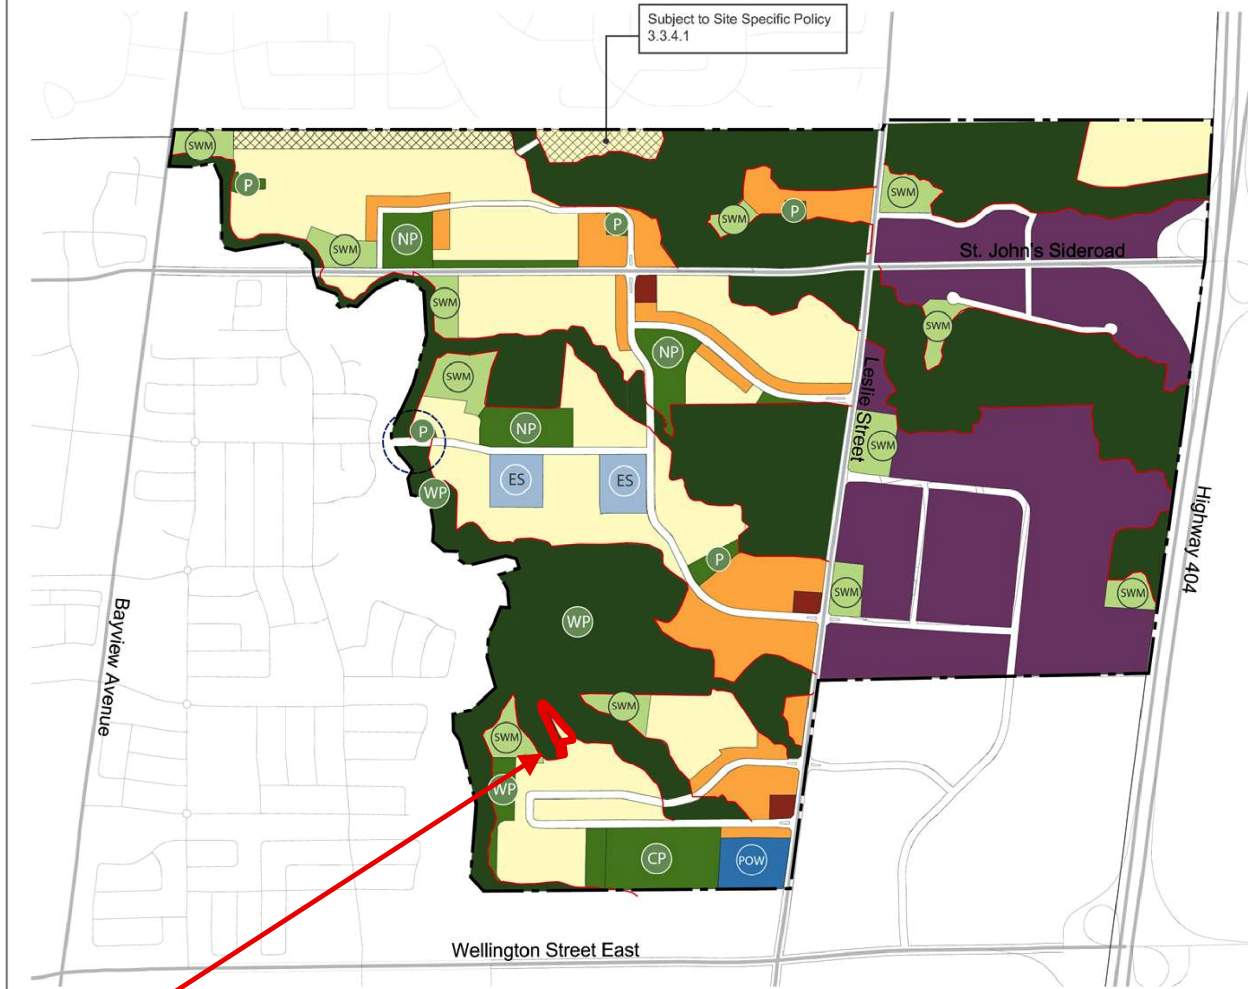 Subject to Site Specific Policy
3.3.4.1
SWM
P
SWM
P
SWM
P
NP
SWM
St. John's Sideroad
SWM
SWM
NP
SWM
Leslie Street
P
NP
SWM
ES
ES
WP
Highway 404
P
SWM
SWM
Bayview Avenue
WP
SWM
SWM
WP
CP
POW
Wellington Street East